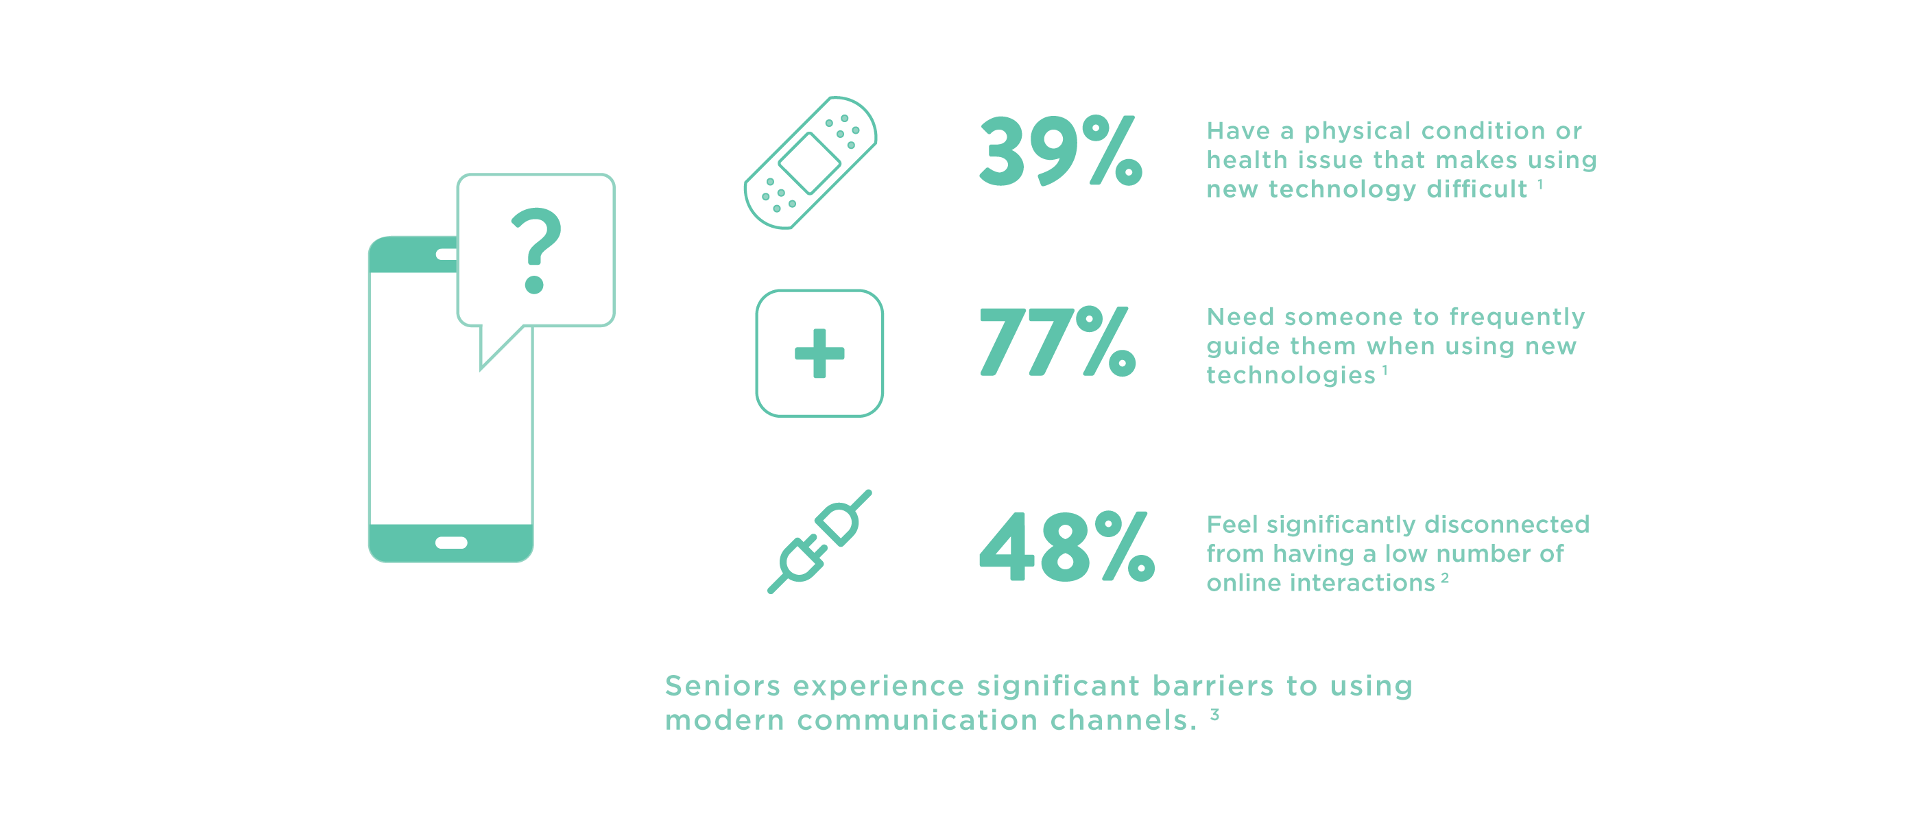 ?
39%
Have a physical condition or
health issue that makes using
new technology difficult 1
77%
Need someone to frequently
guide them when using new
technologies 1
48%
Feel significantly disconnected
from having a low number of
online interactions 2
Seniors experience significant barriers to using
modern communication channels. 3